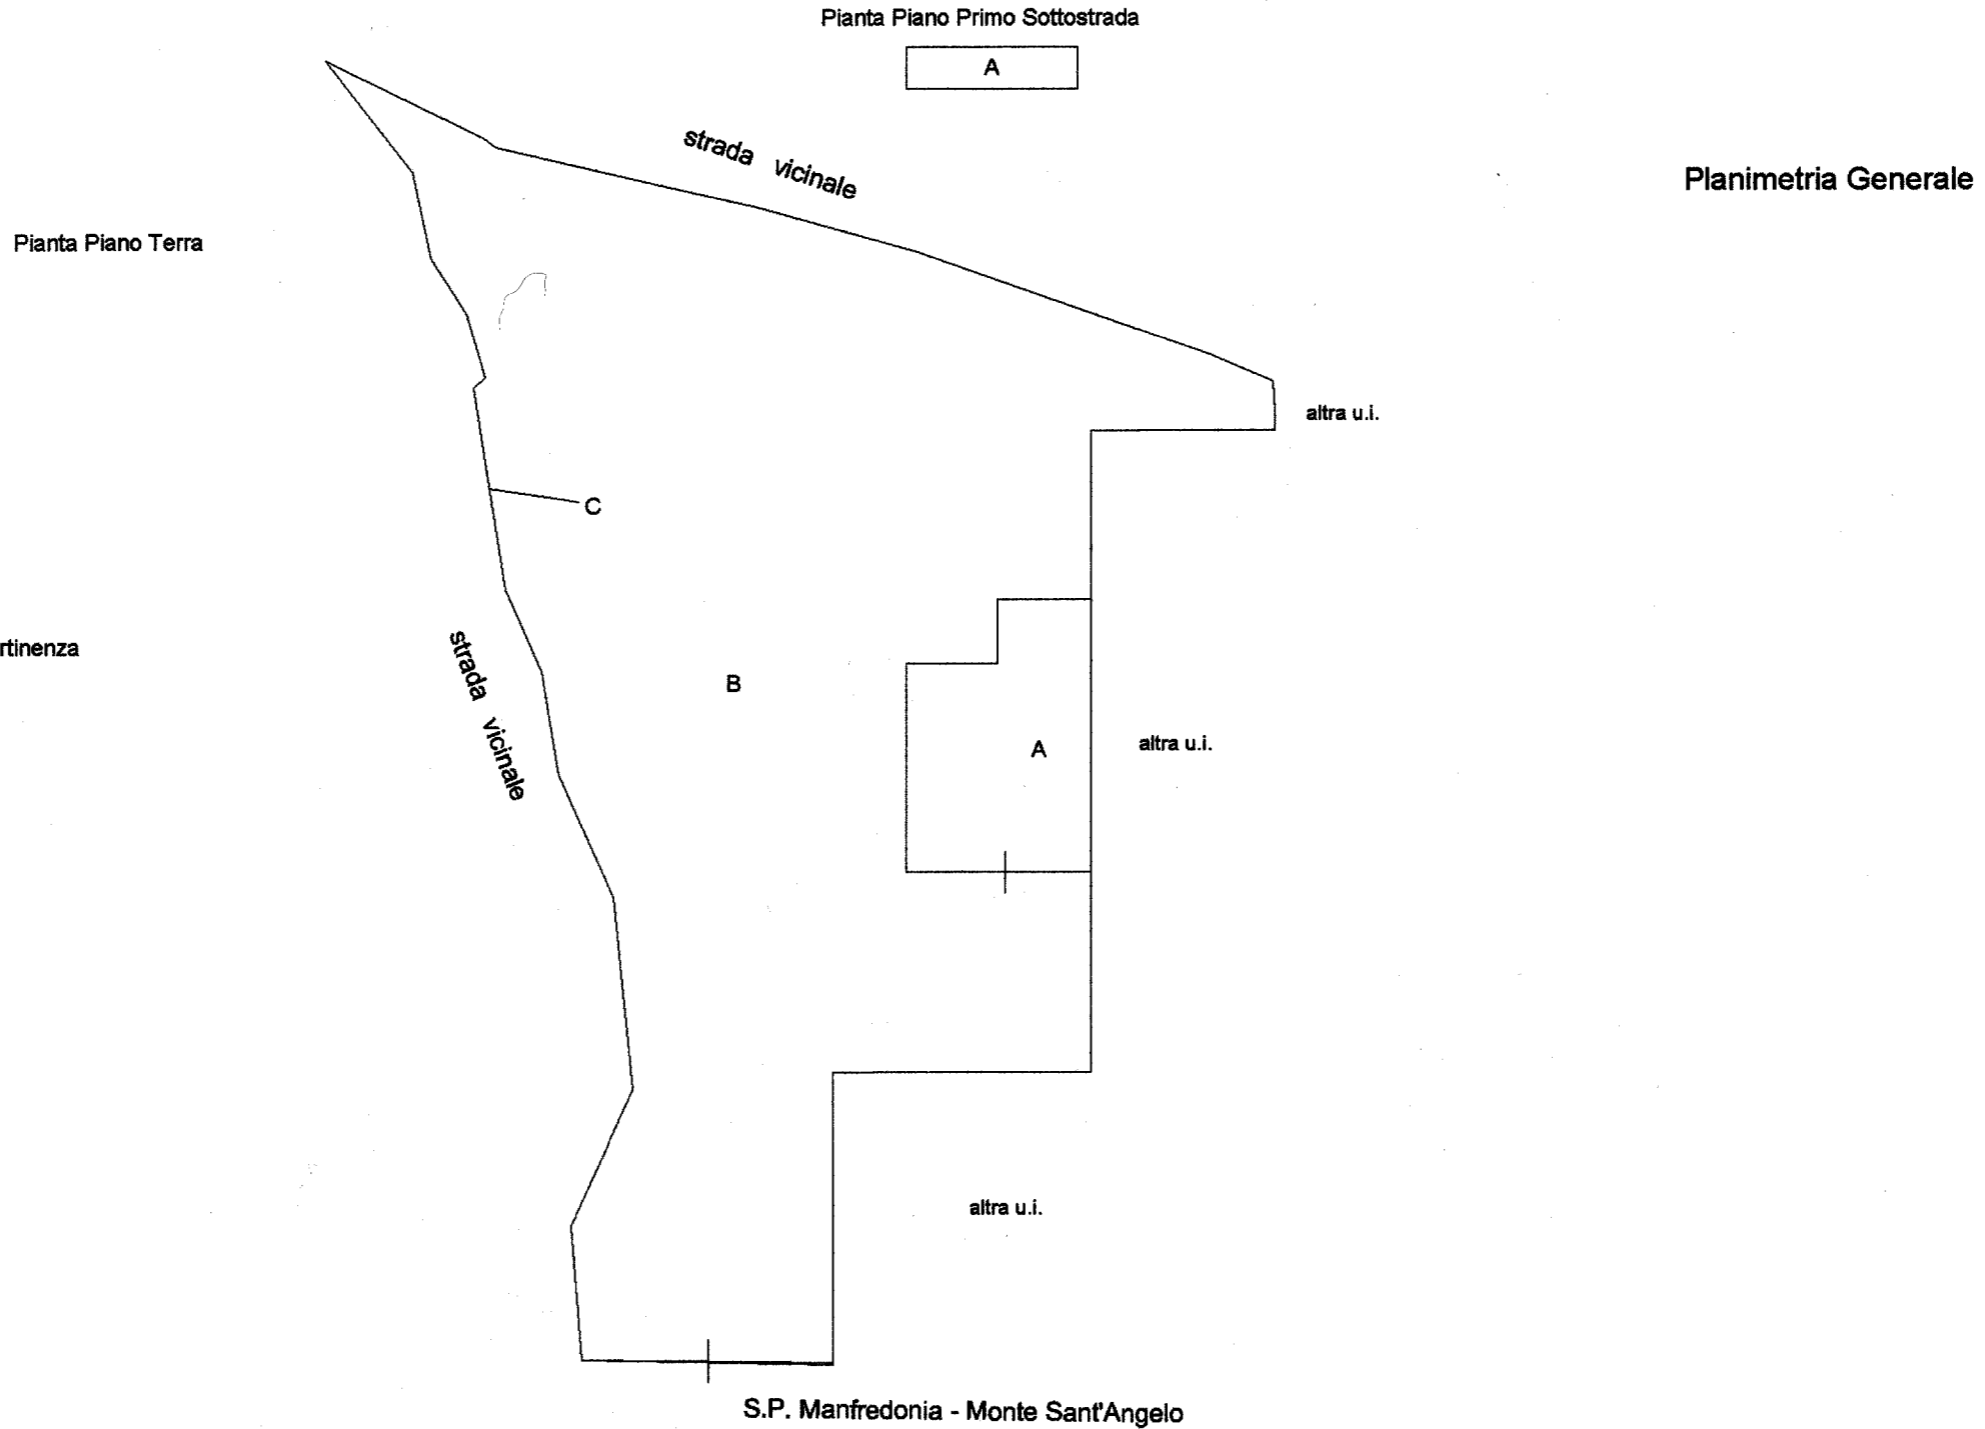 Pianta Piano Primo Sottostrada
A
strada vicinale
Planimetria Generale
Pianta Piano Terra
altra u.i.
C
rtinenza
strada vicinale
B
A
altra u.i.
altra u.i.
S.P. Manfredonia - Monte Sant'Angelo